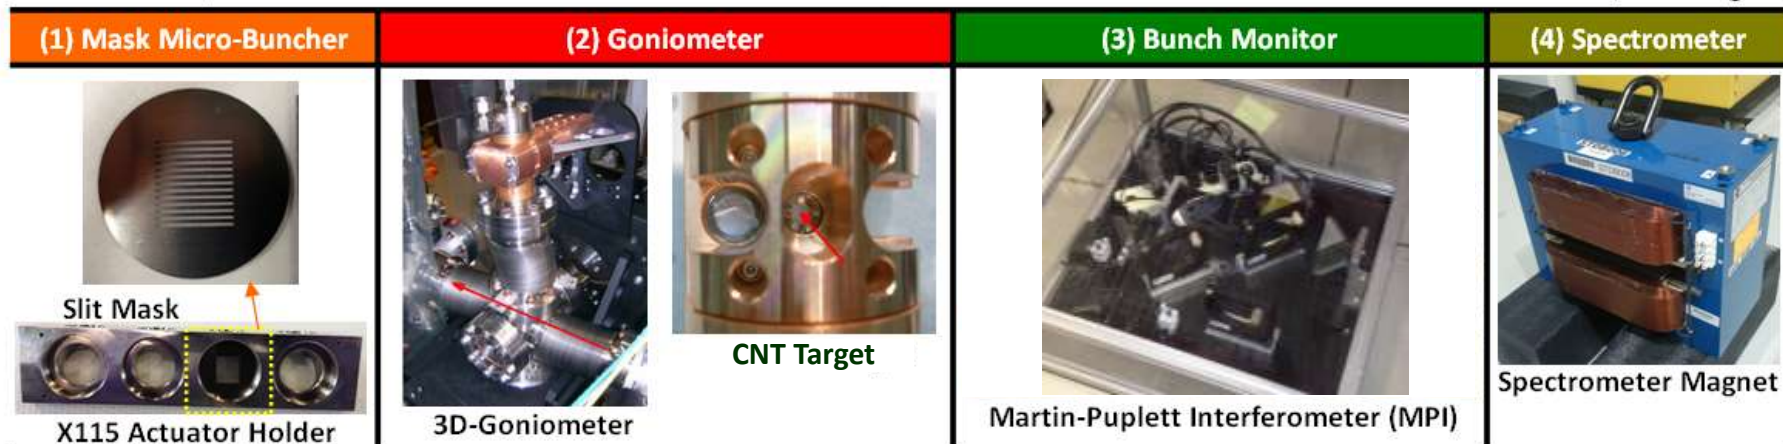 (1) Mask Micro-Buncher
(2) Goniometer
(3) Bunch Monitor
(4) Spectrometer
Slit Mask
X115 Actuator Holder
3D-Goniometer
CNT Target
Martin-Puplett Interferometer (MPI)
Spectrometer Magnet